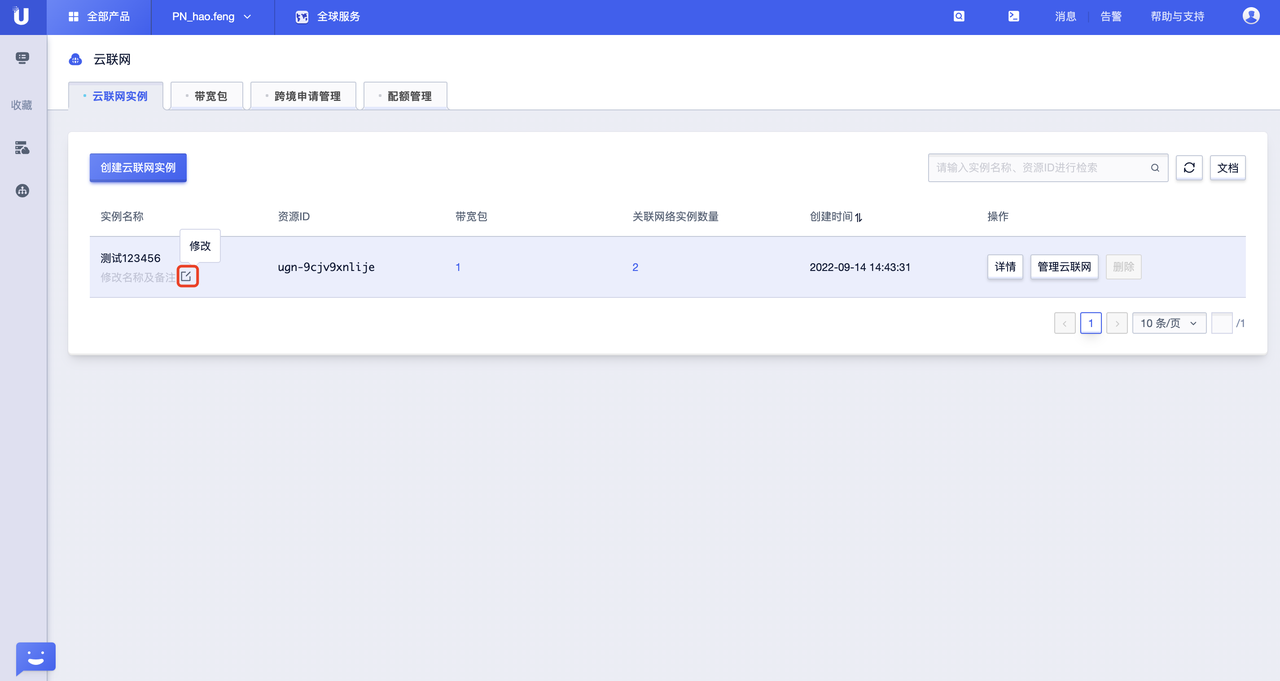 全部产品 PN_hao.feng 全球服务 消息 告警 帮助与支持
收藏
云联网
云联网实例 带宽包 跨境申请管理 配额管理
创建云联网实例 请输入实例名称、资源ID进行检索 文档
实例名称 资源ID 带宽包 关联网络实例数量 创建时间 操作
修改
测试123456
修改名称及备注
ugn-9cjv9xnlije 1 2 2022-09-14 14:43:31 详情 管理云联网 删除
1 10 条/页 /1